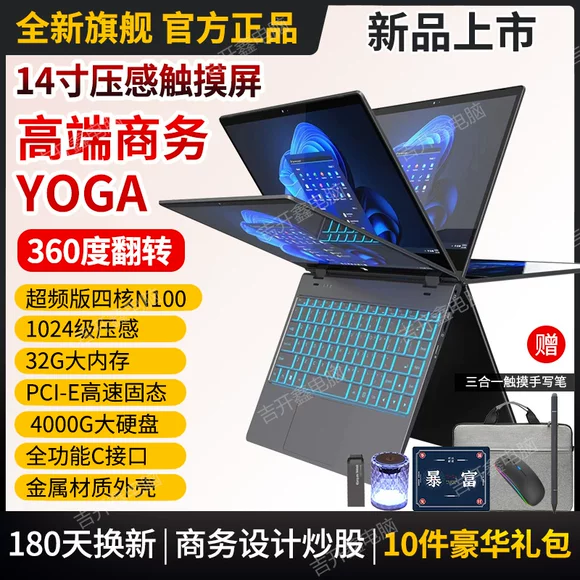 全新旗舰 官方正品
新品上市
14寸压感触摸屏
高端商务
YOGA
360度翻转
超频版四核N100
1024级压感
32G大内存
PCI-E高速固态
4000G大硬盘
全功能C接口
金属材质外壳
赠
三合一触摸手写笔
暴富
180天换新 | 商务设计炒股 | 10件豪华礼包
吉开鑫电脑